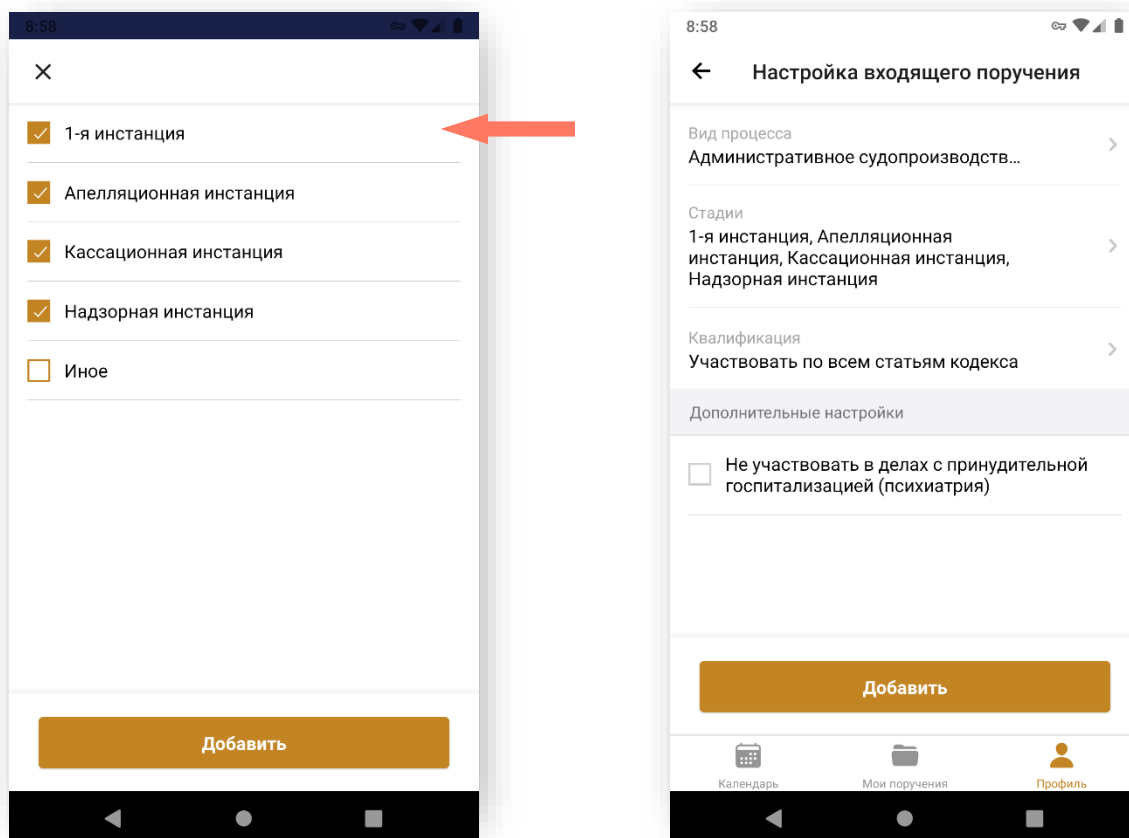 8:58
1-я инстанция
Апелляционная инстанция
Кассационная инстанция
Надзорная инстанция
Иное
Добавить
8:58
Настройка входящего поручения
Вид процесса
Административное судопроизводств...
Стадии
1-я инстанция, Апелляционная
инстанция, Кассационная инстанция,
Надзорная инстанция
Квалификация
Участвовать по всем статьям кодекса
Дополнительные настройки
Не участвовать в делах с принудительной
госпитализацией (психиатрия)
Добавить
Календарь
Мои поручения
Профиль